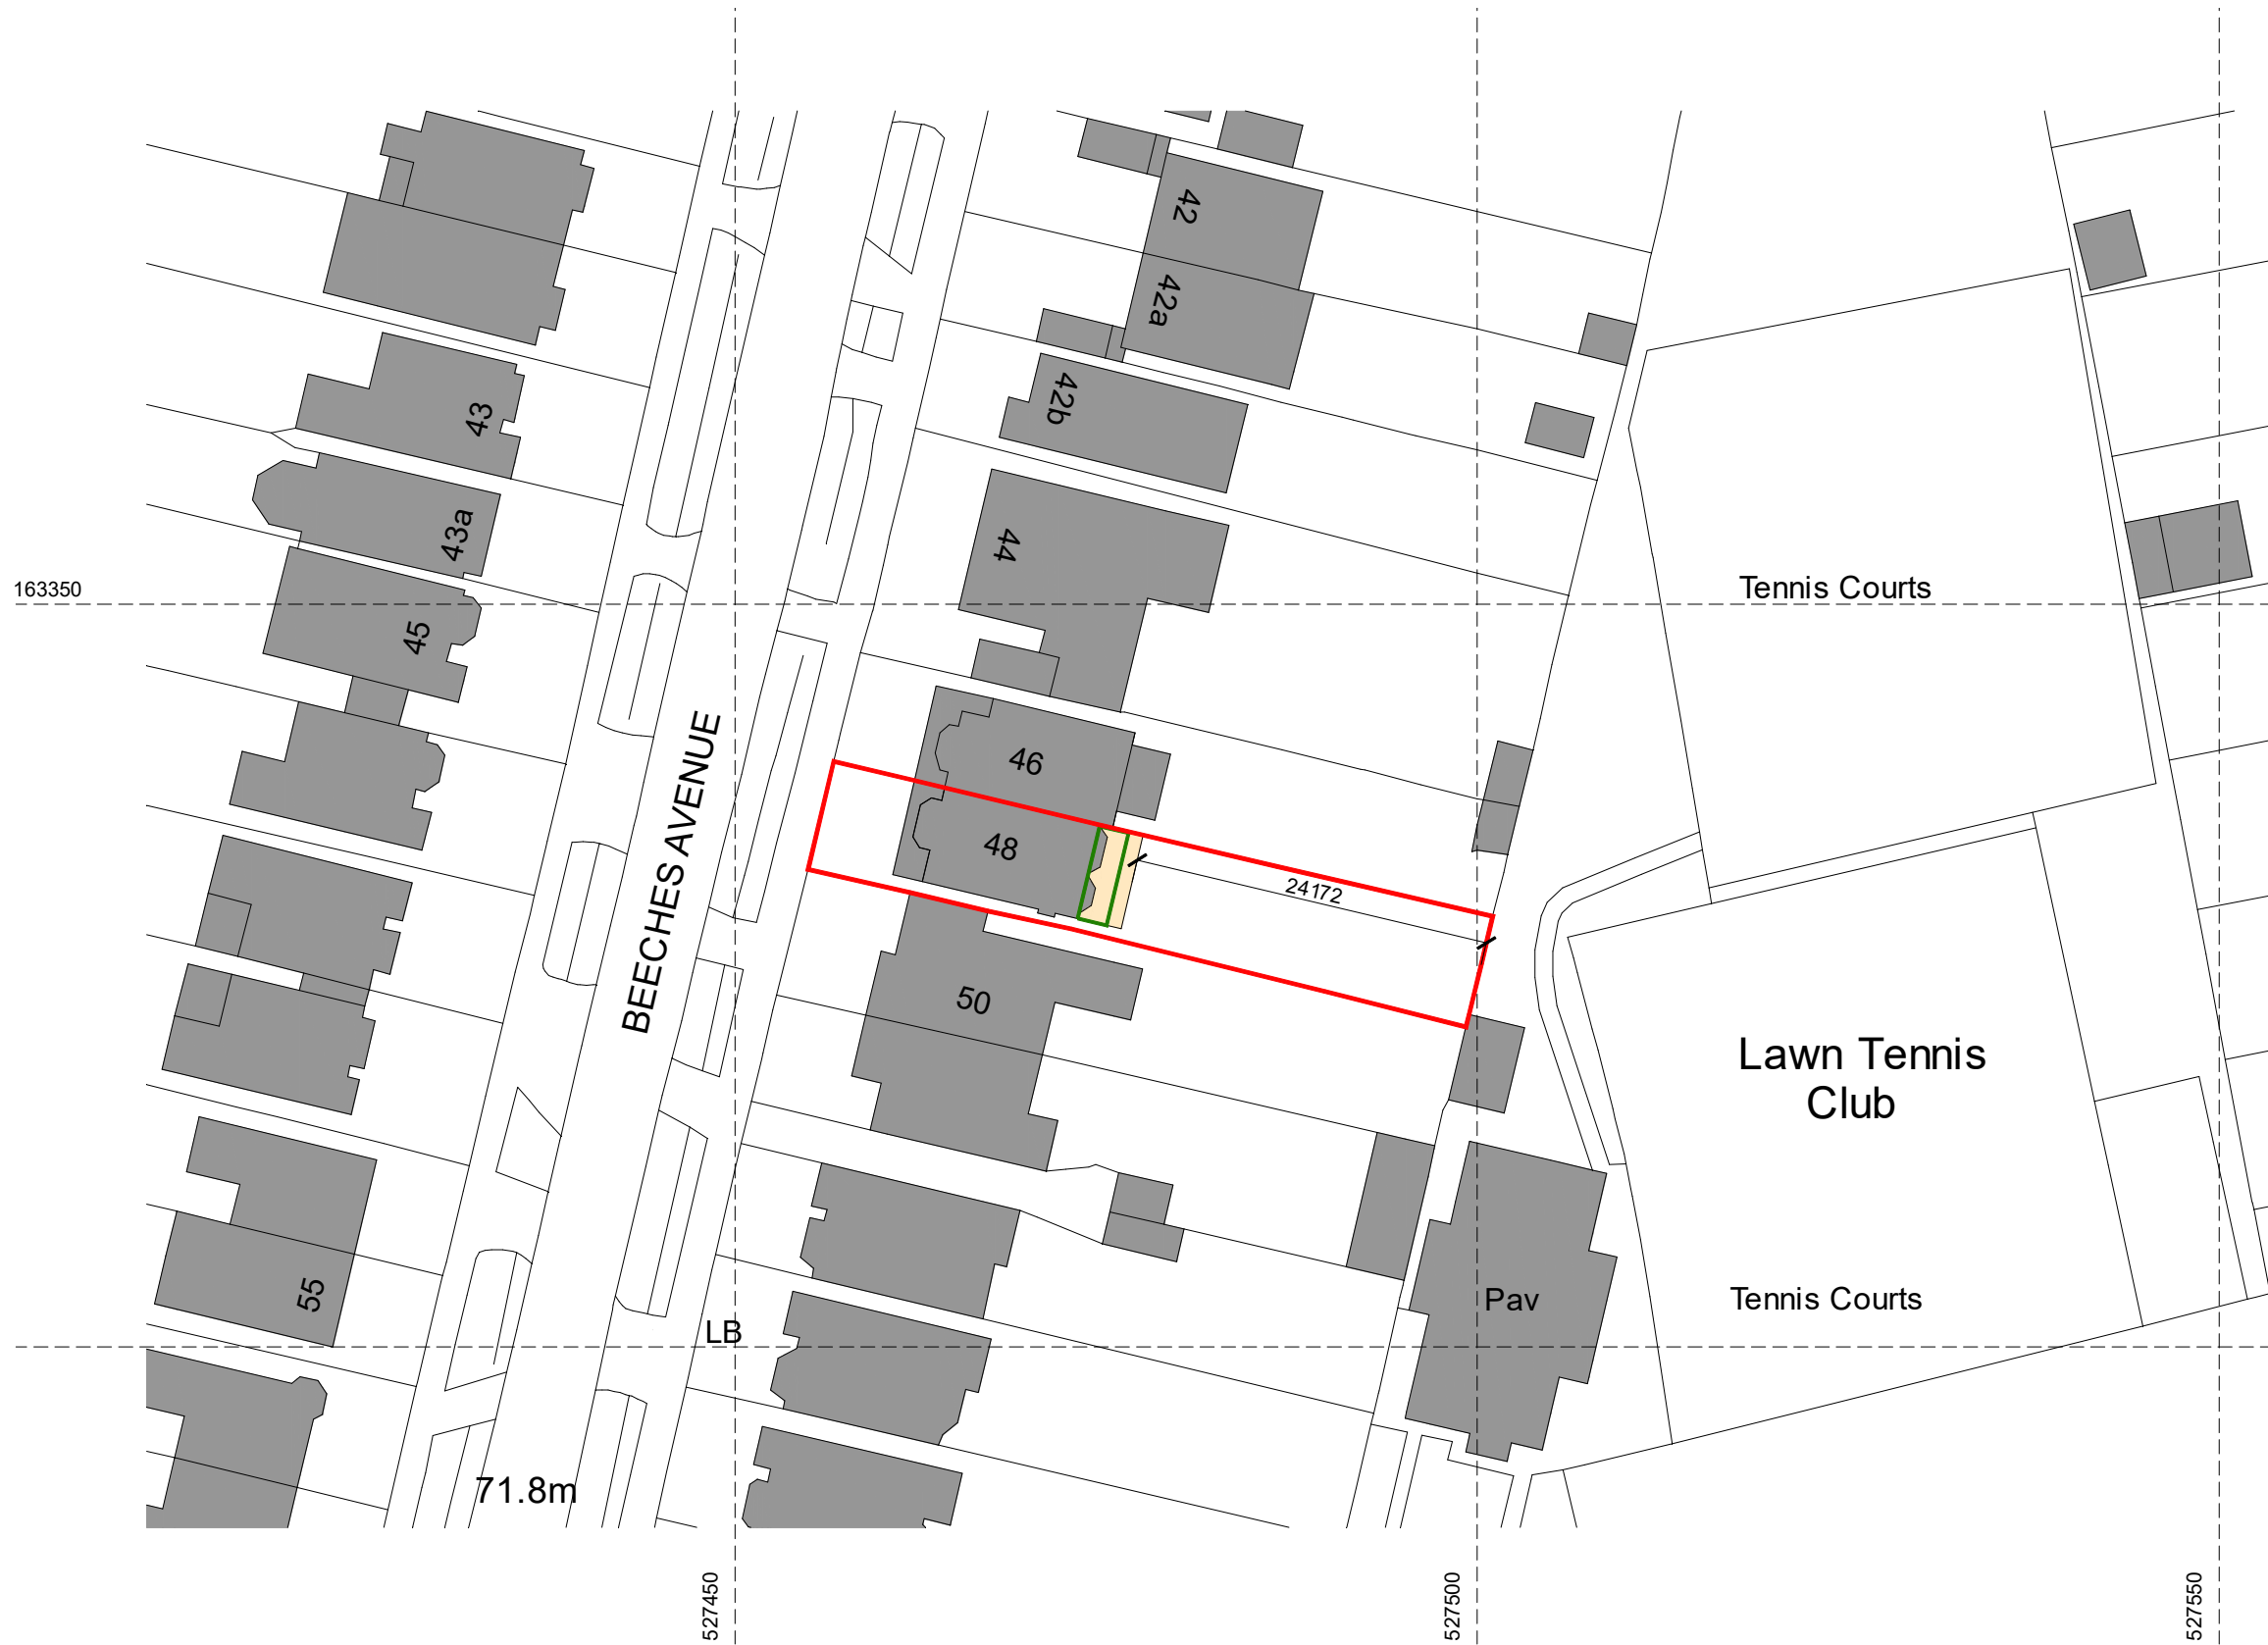 42
42a
42b
43
43a
44
163350
Tennis Courts
45
BEECHES AVENUE
46
48
24172
50
Lawn Tennis
Club
55
Pav
Tennis Courts
LB
71.8m
527450
527500
527550